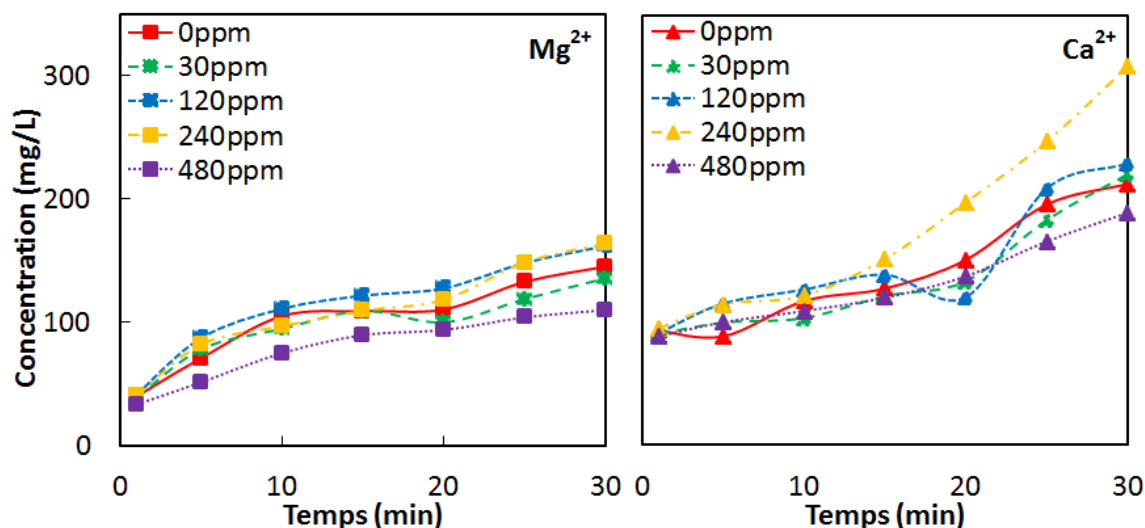 Concentration (mg/L)
0ppm
30ppm
120ppm
240ppm
480ppm
Mg²⁺
300
200
100
0
0
10
20
30
Temps (min)
0ppm
30ppm
120ppm
240ppm
480ppm
Ca²⁺
0
10
20
30
Temps (min)